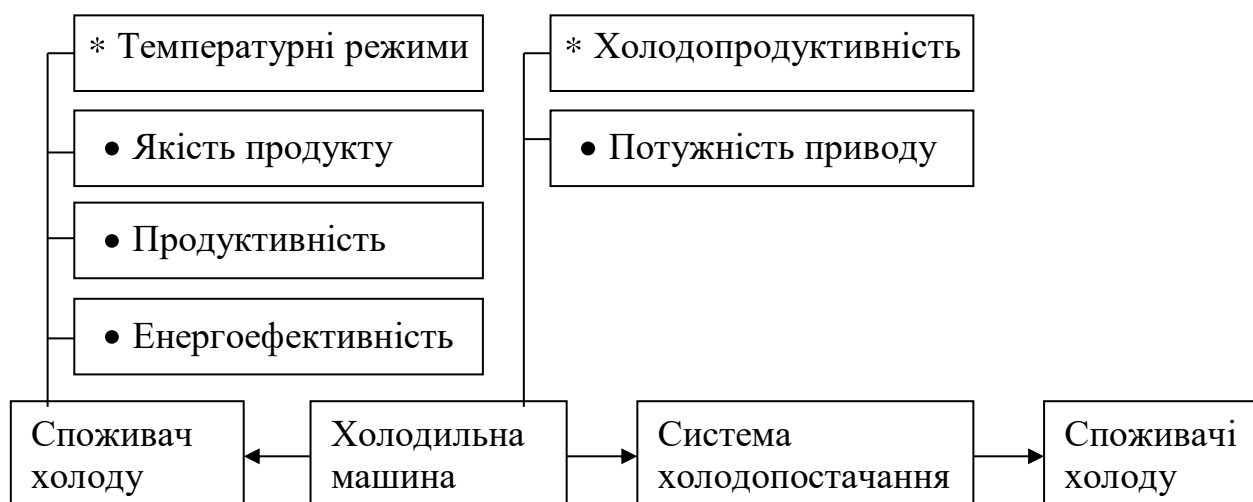 * Температурні режими
* Холодопродуктивність
• Якість продукту
• Потужність приводу
• Продуктивність
• Енергоефективність
Споживач
холоду
Холодильна
машина
Система
холодопостачання
Споживачі
холоду